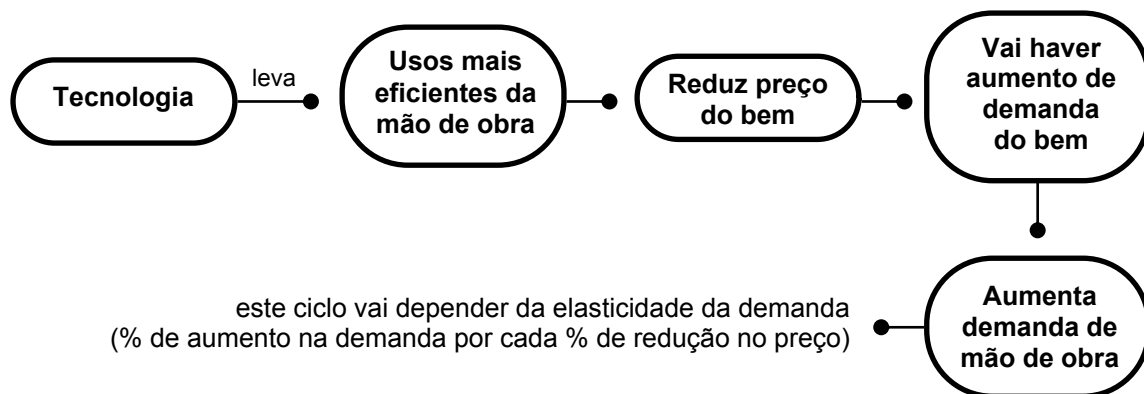 Tecnologia
leva
Usos mais
eficientes da
mão de obra
Reduz preço
do bem
Vai haver
aumento de
demanda
do bem
Aumenta
demanda de
mão de obra
este ciclo vai depender da elasticidade da demanda
(% de aumento na demanda por cada % de redução no preço)